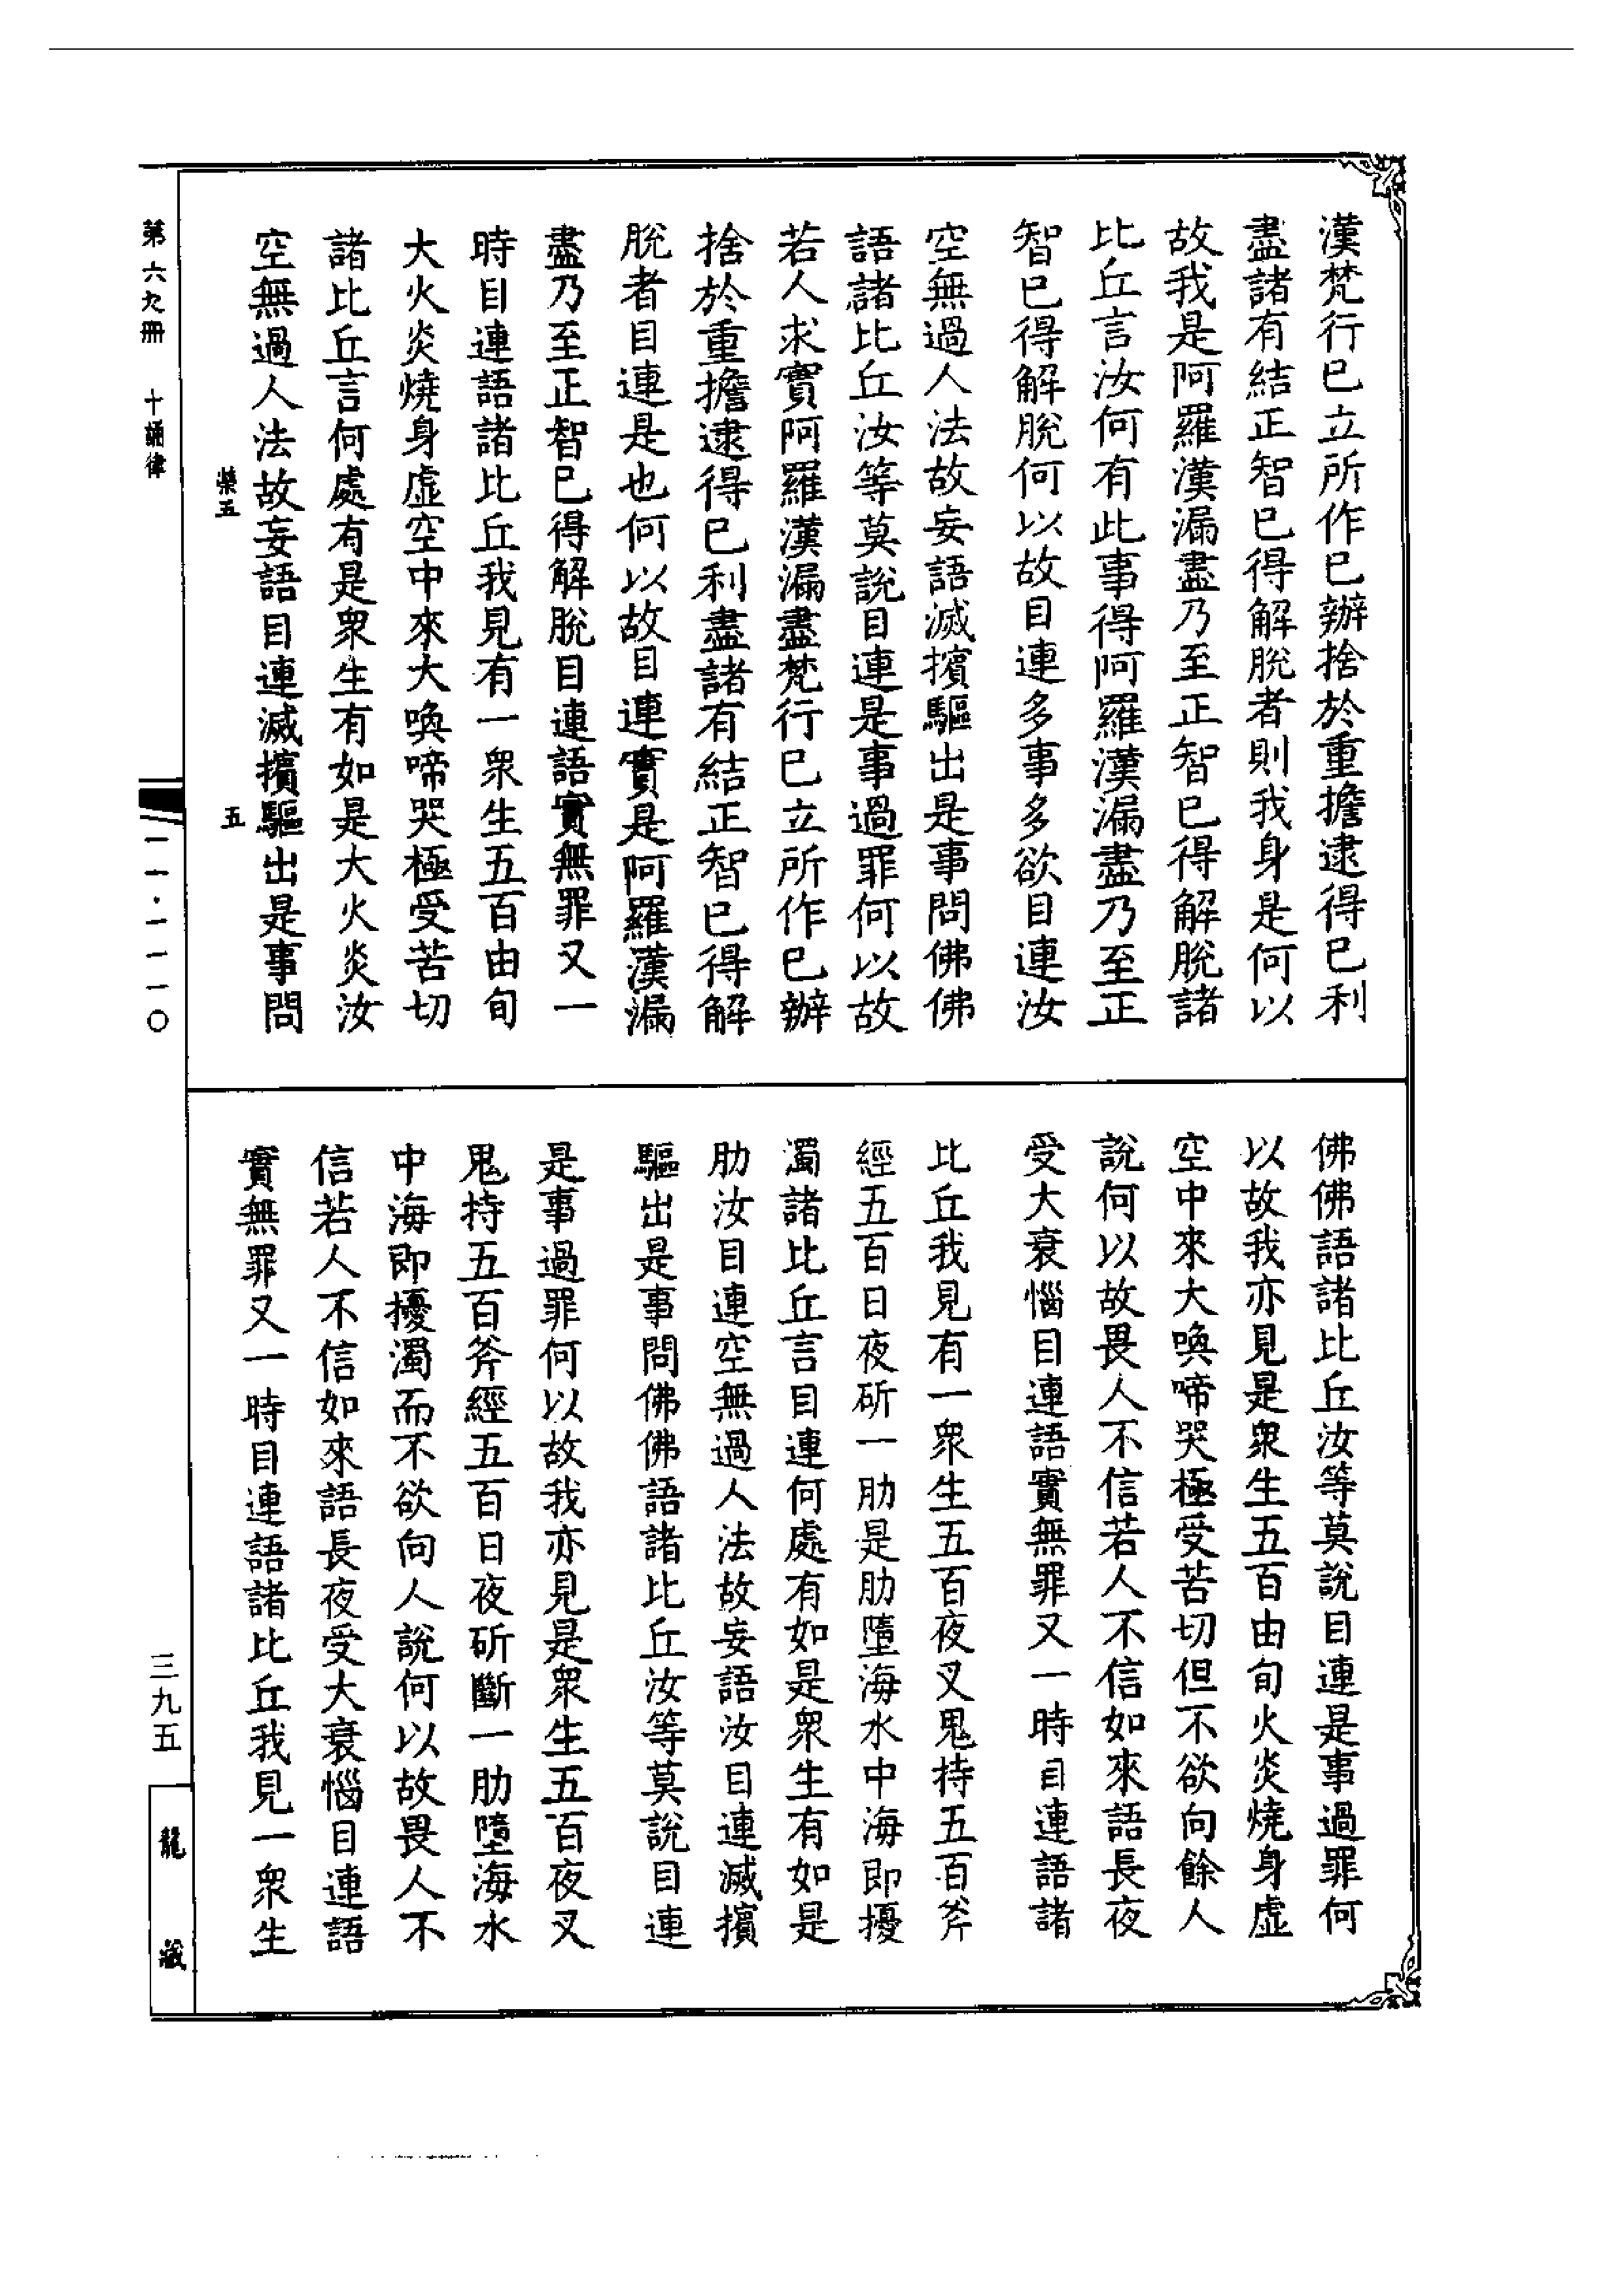 漢梵行已立所作已辦捨於重擔逮得已利
盡諸有結正智已得解脫者則我身是何以
故我是阿羅漢漏盡乃至正智已得解脫諸
比丘言汝何有此事得阿羅漢漏盡乃至正
智已得解脫何以故目連多事多欲目連汝
空無過人法故妄語滅擯驅出是事問佛佛
語諸比丘汝等莫說目連是事過罪何以故
若人求實阿羅漢漏盡梵行已立所作已辦
捨於重擔逮得已利盡諸有結正智已得解
脫者目連是也何以故目連實是阿羅漢漏
盡乃至正智已得解脫目連語實無罪又一
時目連語諸比丘我見有一衆生五百由旬
大火炎燒身虛空中來大喚啼哭極受苦切
諸比丘言何處有是衆生有如是大火炎汝
空無過人法故妄語目連滅擯驅出是事問
佛佛語諸比丘汝等莫說目連是事過罪何
以故我亦見是衆生五百由旬火炎燒身虛
空中來大喚啼哭極受苦切但不欲向餘人
說何以故畏人不信若人不信如來語長夜
受大衰惱目連語實無罪又一時目連語諸
比丘我見有一衆生五百夜叉鬼持五百斧
經五百日夜斫一肋是肋墮海水中海即擾
濁諸比丘言目連何處有如是衆生有如是
肋汝目連空無過人法故妄語汝目連滅擯
驅出是事問佛佛語諸比丘汝等莫說目連
是事過罪何以故我亦見是衆生五百夜叉
鬼持五百斧經五百日夜斫斷一肋墮海水
中海即擾濁而不欲向人說何以故畏人不
信若人不信如來語長夜受大衰惱目連語
實無罪又一時目連語諸比丘我見一衆生
第六九冊 十誦律
榮五 五
一一·一一一〇
三九五
龍藏